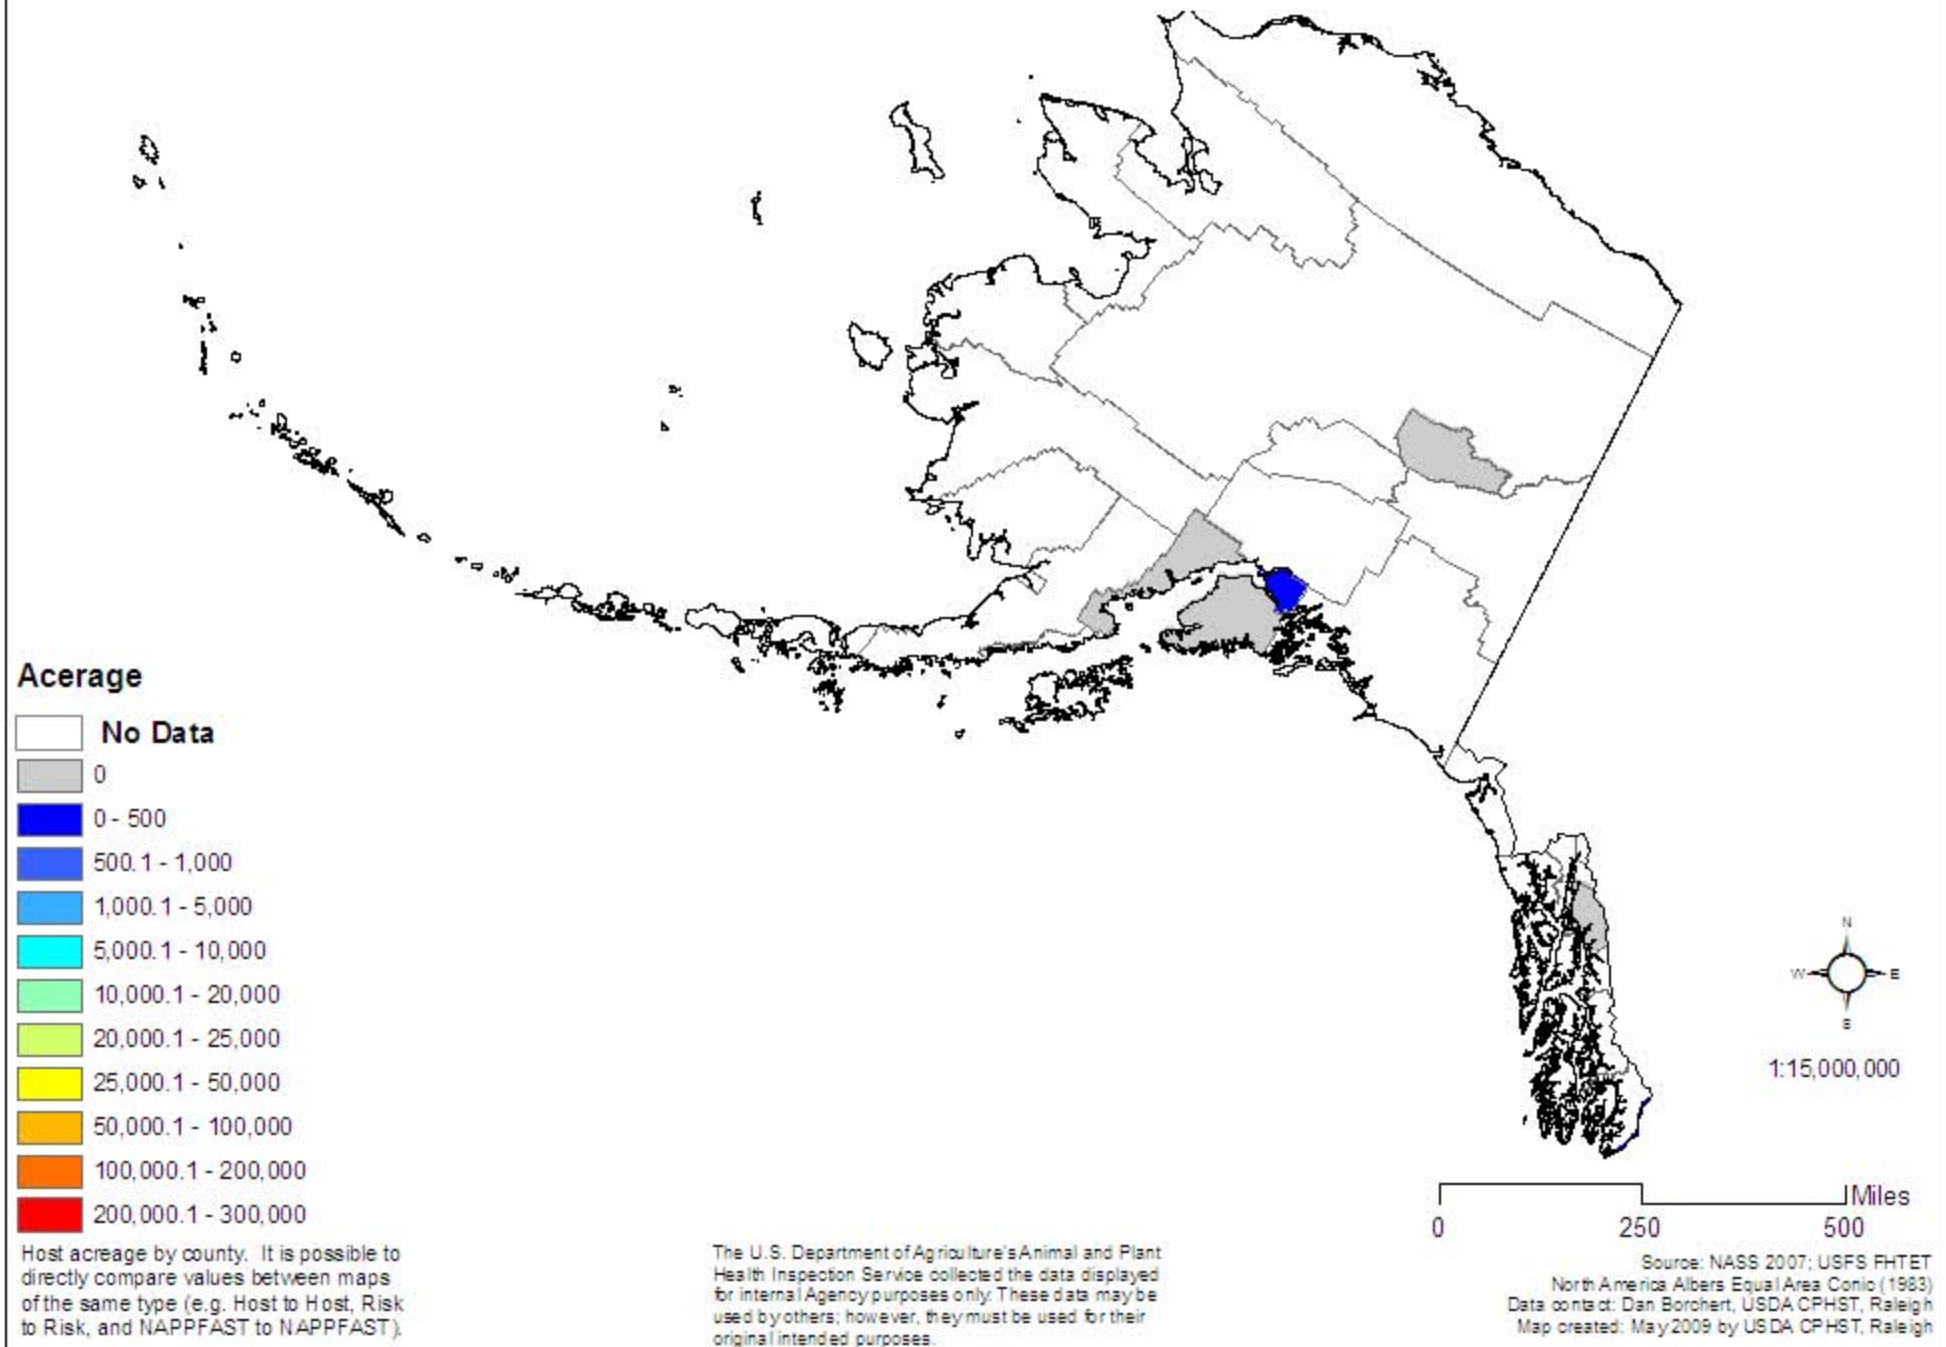 Acerage
No Data
0
0 - 500
500.1 - 1,000
1,000.1 - 5,000
5,000.1 - 10,000
10,000.1 - 20,000
20,000.1 - 25,000
25,000.1 - 50,000
50,000.1 - 100,000
100,000.1 - 200,000
200,000.1 - 300,000
Host acreage by county. It is possible to
directly compare values between maps
of the same type (e.g. Host to Host, Risk
to Risk, and NAPPFAST to NAPPFAST).
The U.S. Department of Agriculture's Animal and Plant
Health Inspection Service collected the data displayed
for internal Agency purposes only. These data may be
used by others; however, they must be used for their
original intended purposes.
N
W E
S
1:15,000,000
Miles
0 250 500
Source: NASS 2007; USFS FHTET
North America Albers Equal Area Conic (1983)
Data contact: Dan Borchert, USDA CPHST, Raleigh
Map created: May 2009 by USDA CPHST, Raleigh